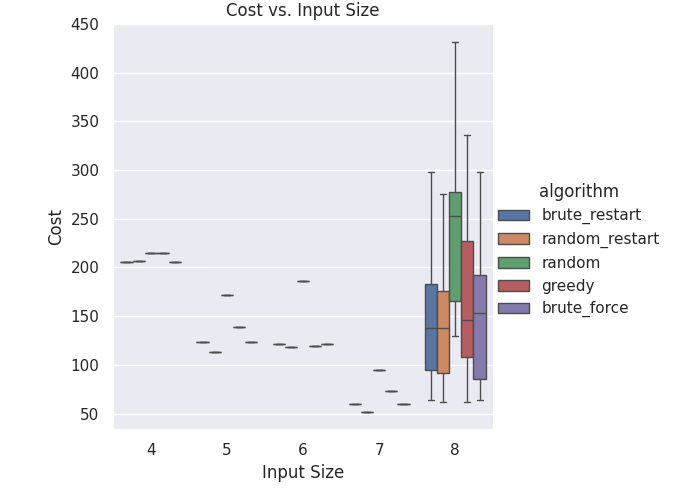 Cost vs. Input Size
450
400
350
300
250
200
150
100
50
Cost
4 5 6 7 8
Input Size
algorithm
brute_restart
random_restart
random
greedy
brute_force